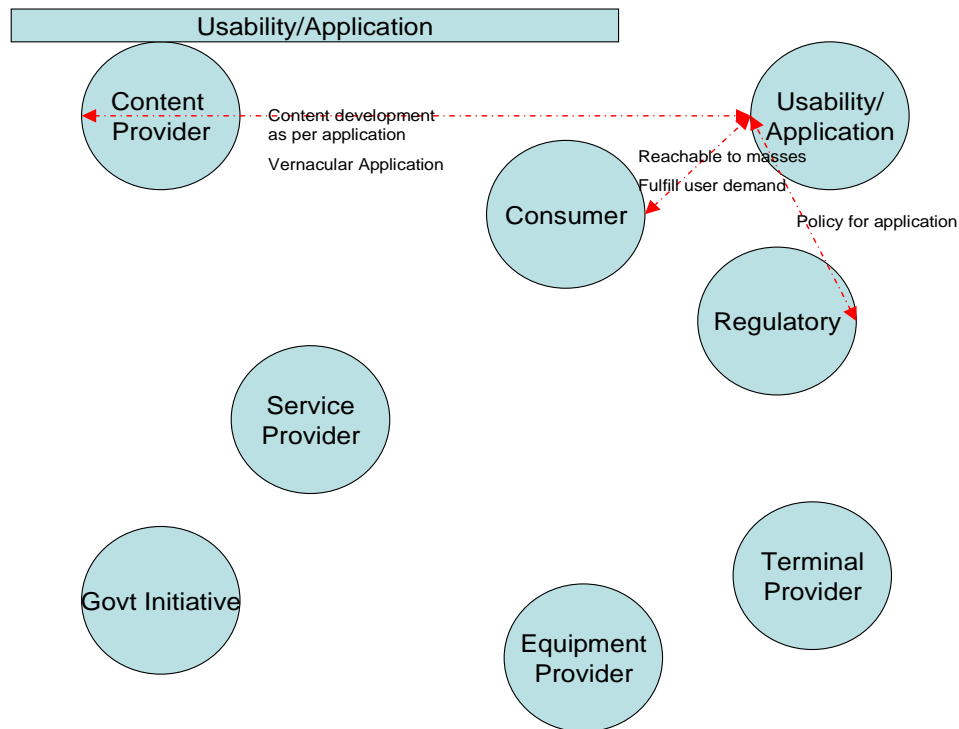 Usability/Application
Content
Provider
Content development
as per application
Vernacular Application
Usability/
Application
Reachable to masses
Fulfill user demand
Consumer
Policy for application
Regulatory
Service
Provider
Govt Initiative
Terminal
Provider
Equipment
Provider